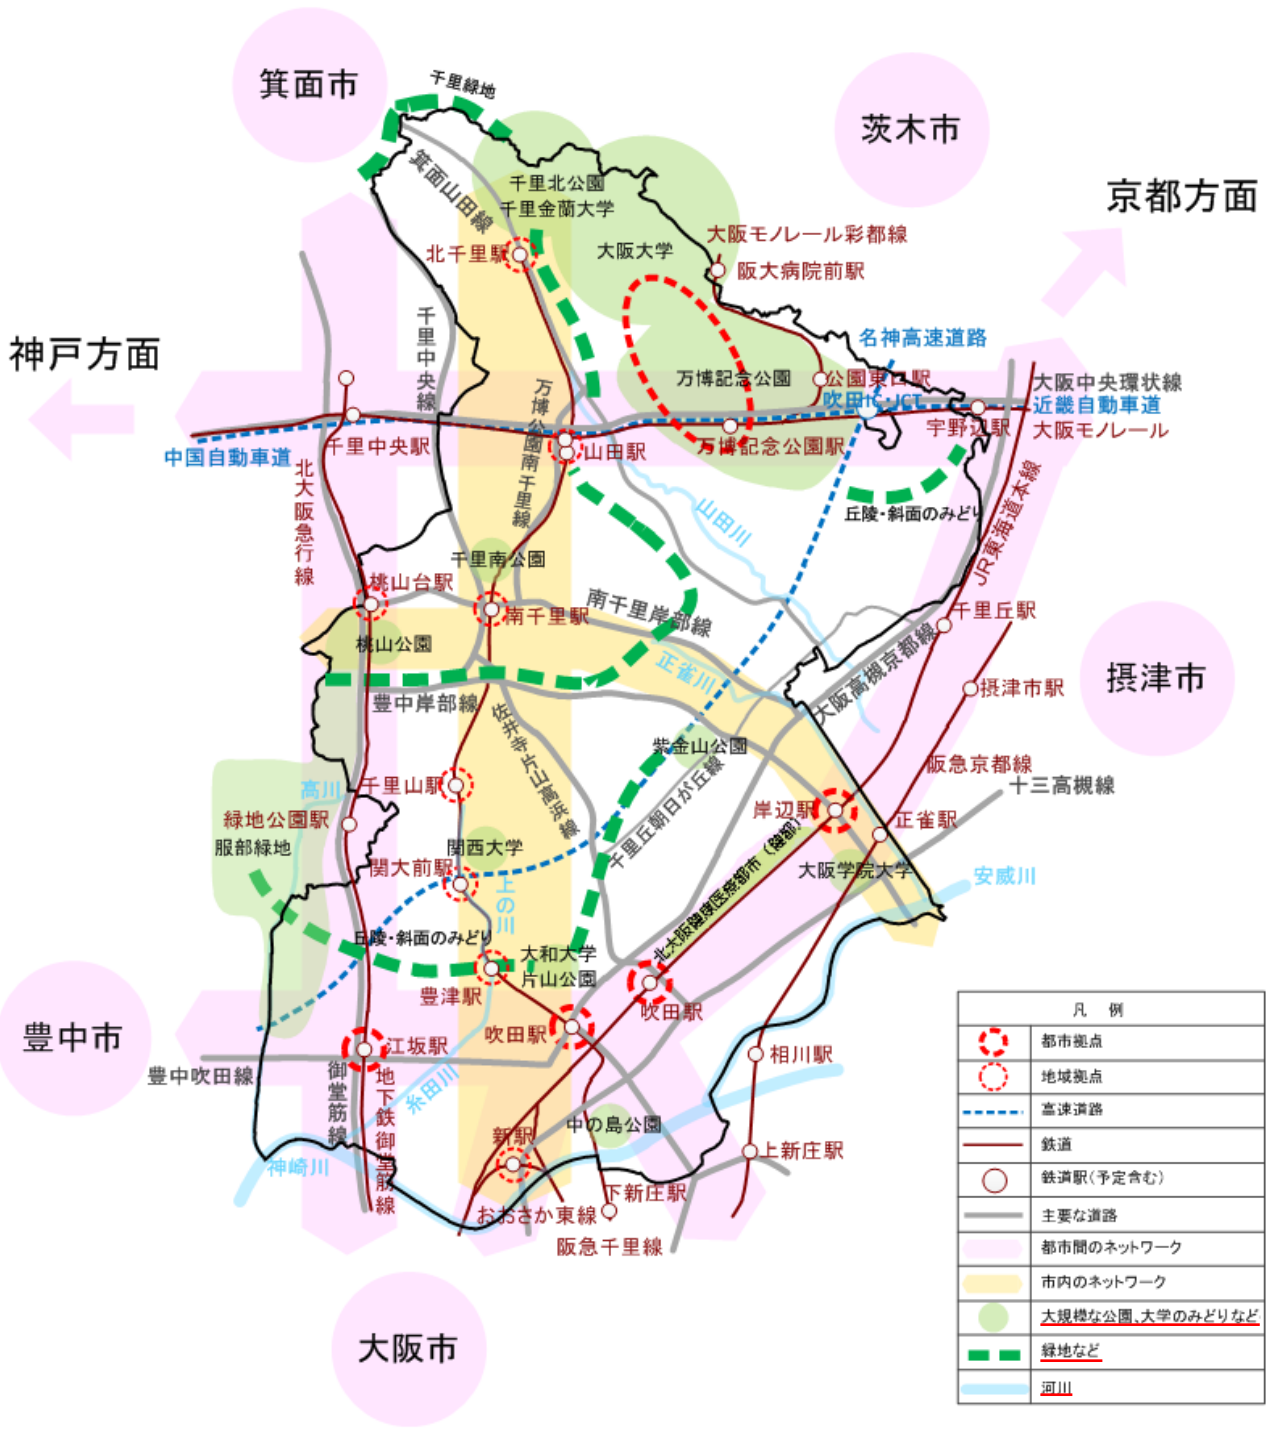 箕面市
千里緑地
茨木市
京都方面
箕面山田線
千里北公園
千里金蘭大学
北千里駅
大阪大学
大阪モノレール彩都線
阪大病院前駅
神戸方面
千里中央線
名神高速道路
万博記念公園
公園東口駅
大阪中央環状線
吹田IC・JCT
近畿自動車道
宇野辺駅
大阪モノレール
中国自動車道
千里中央駅
万博公園南千里線
山田駅
万博記念公園駅
北大阪急行線
山田川
丘陵・斜面のみどり
JR東海道本線
千里南公園
桃山台駅
南千里駅
南千里岸部線
千里丘駅
桃山公園
正雀川
大阪高槻京都線
摂津市駅
摂津市
豊中岸部線
佐井寺片山高浜線
紫金山公園
阪急京都線
千里丘朝日が丘線
十三高槻線
高川
千里山駅
緑地公園駅
服部緑地
岸辺駅
正雀駅
関西大学
関大前駅
北大阪健康医療都市（健都）
大阪学院大学
安威川
上の川
丘陵・斜面のみどり
大和大学
片山公園
豊津駅
吹田駅
吹田駅
豊中市
江坂駅
相川駅
豊中吹田線
御堂筋線
地下鉄御堂筋線
糸田川
中の島公園
新駅
上新庄駅
神崎川
下新庄駅
おおさか東線
阪急千里線
大阪市
凡 例
都市拠点
地域拠点
高速道路
鉄道
鉄道駅(予定含む)
主要な道路
都市間のネットワーク
市内のネットワーク
大規模な公園、大学のみどりなど
緑地など
河川